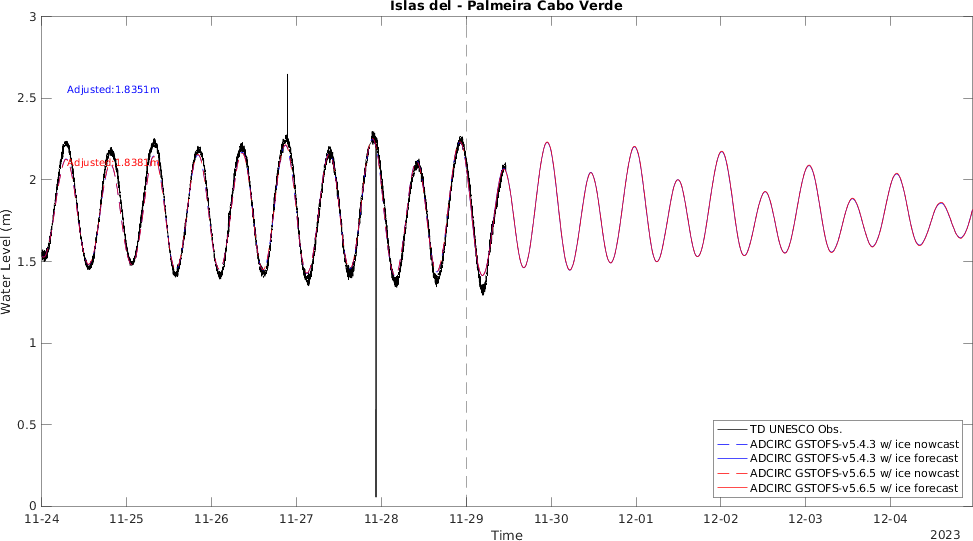 Islas del - Palmeira Cabo Verde
Water Level (m)
3
2.5
2
1.5
1
0.5
0
Adjusted:1.8351m
Adjusted:1.8383m
TD UNESCO Obs.
ADCIRC GSTOFS-v5.4.3 w/ ice nowcast
ADCIRC GSTOFS-v5.4.3 w/ ice forecast
ADCIRC GSTOFS-v5.6.5 w/ ice nowcast
ADCIRC GSTOFS-v5.6.5 w/ ice forecast
11-24 11-25 11-26 11-27 11-28 11-29 11-30 12-01 12-02 12-03 12-04
Time
2023